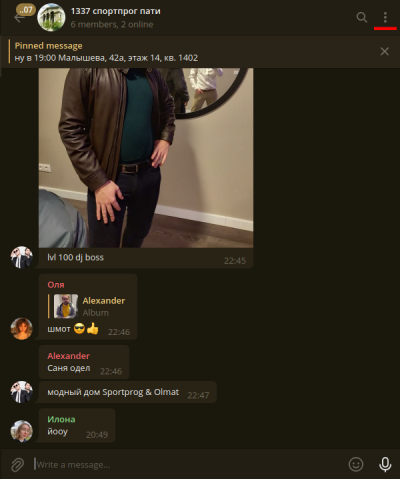 ..07
1337 спортпрог пати
6 members, 2 online
Pinned message
ну в 19:00 Малышева, 42а, этаж 14, кв. 1402
lvl 100 dj boss
22:45
Оля
Alexander
Album
шмот 😎👍
22:46
Alexander
Саня одел
22:46
модный дом Sportprog & Olmat
22:47
Илона
йооу
20:49
Write a message...